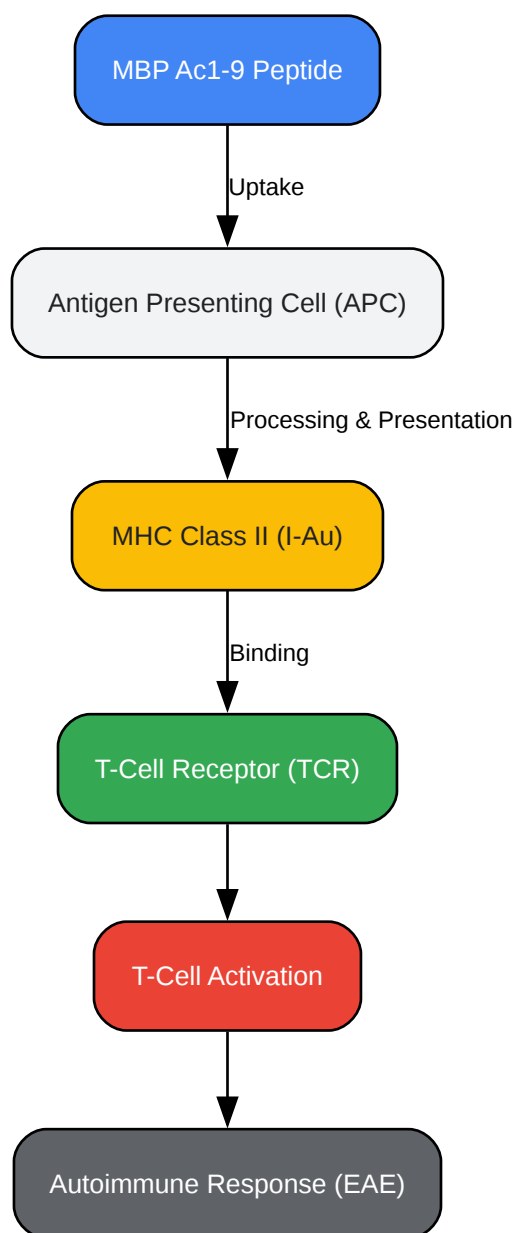 MBP Ac1-9 Peptide
Uptake
Antigen Presenting Cell (APC)
Processing & Presentation
MHC Class II (I-Au)
Binding
T-Cell Receptor (TCR)
T-Cell Activation
Autoimmune Response (EAE)